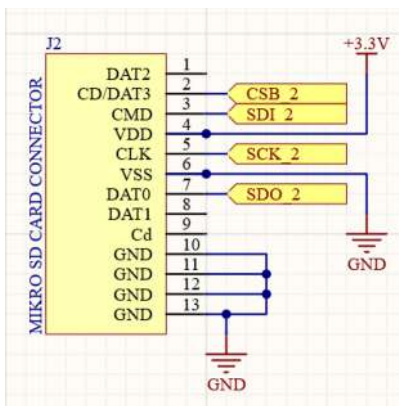 J2
+3.3V
MIKRO SD CARD CONNECTOR
DAT2 1
CD/DAT3 2 CSB_2
CMD 3 SDI_2
VDD 4
CLK 5 SCK_2
VSS 6
DAT0 7 SDO_2
DAT1 8
Cd 9
GND 10
GND 11
GND 12
GND 13
GND
GND